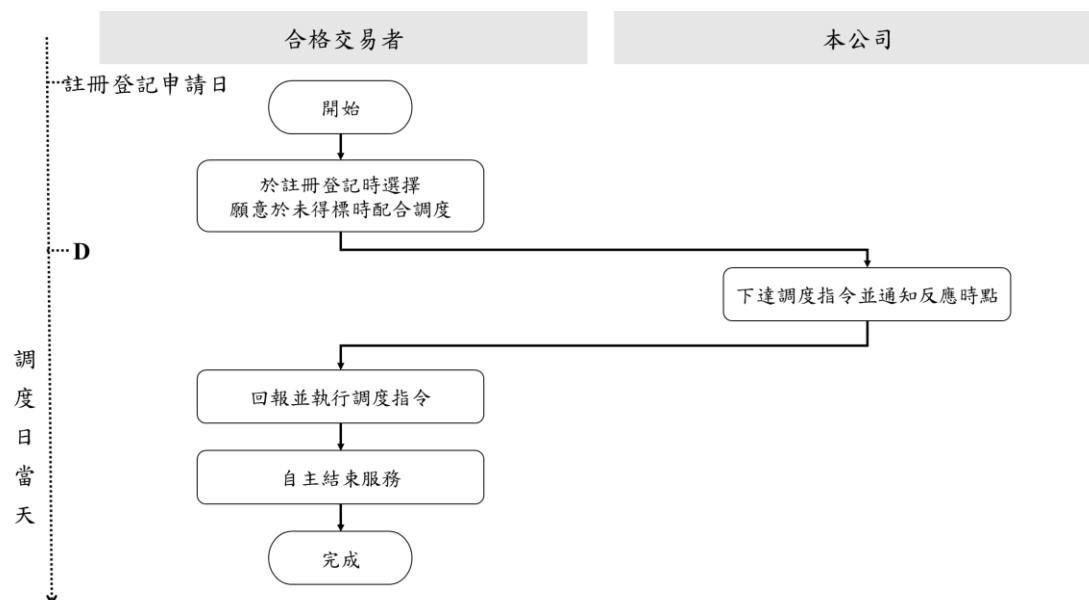 合格交易者
本公司
註冊登記申請日
開始
於註冊登記時選擇
願意於未得標時配合調度
D
下達調度指令並通知反應時點
調度日當天
回報並執行調度指令
自主結束服務
完成